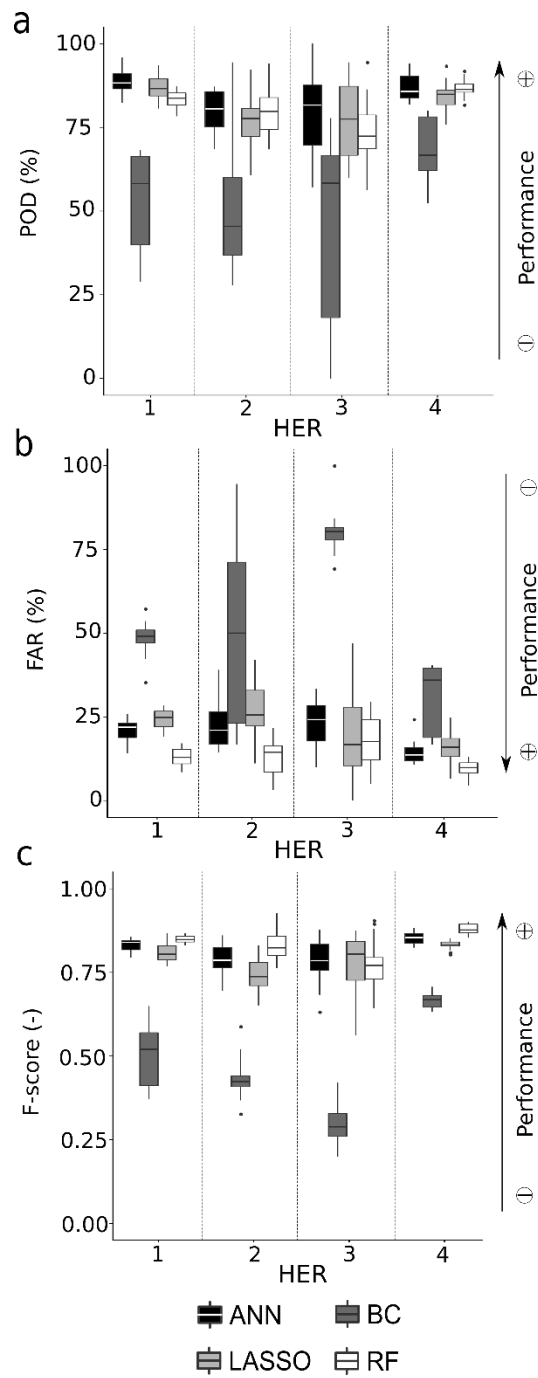 a
100
75
50
25
0
POD (%)
1 2 3 4
HER
⊕
Performance
⊖
b
100
75
50
25
0
FAR (%)
1 2 3 4
HER
⊖
Performance
⊕
c
1.00
0.75
0.50
0.25
0.00
F-score (-)
1 2 3 4
HER
⊕
Performance
⊖
ANN BC
LASSO RF